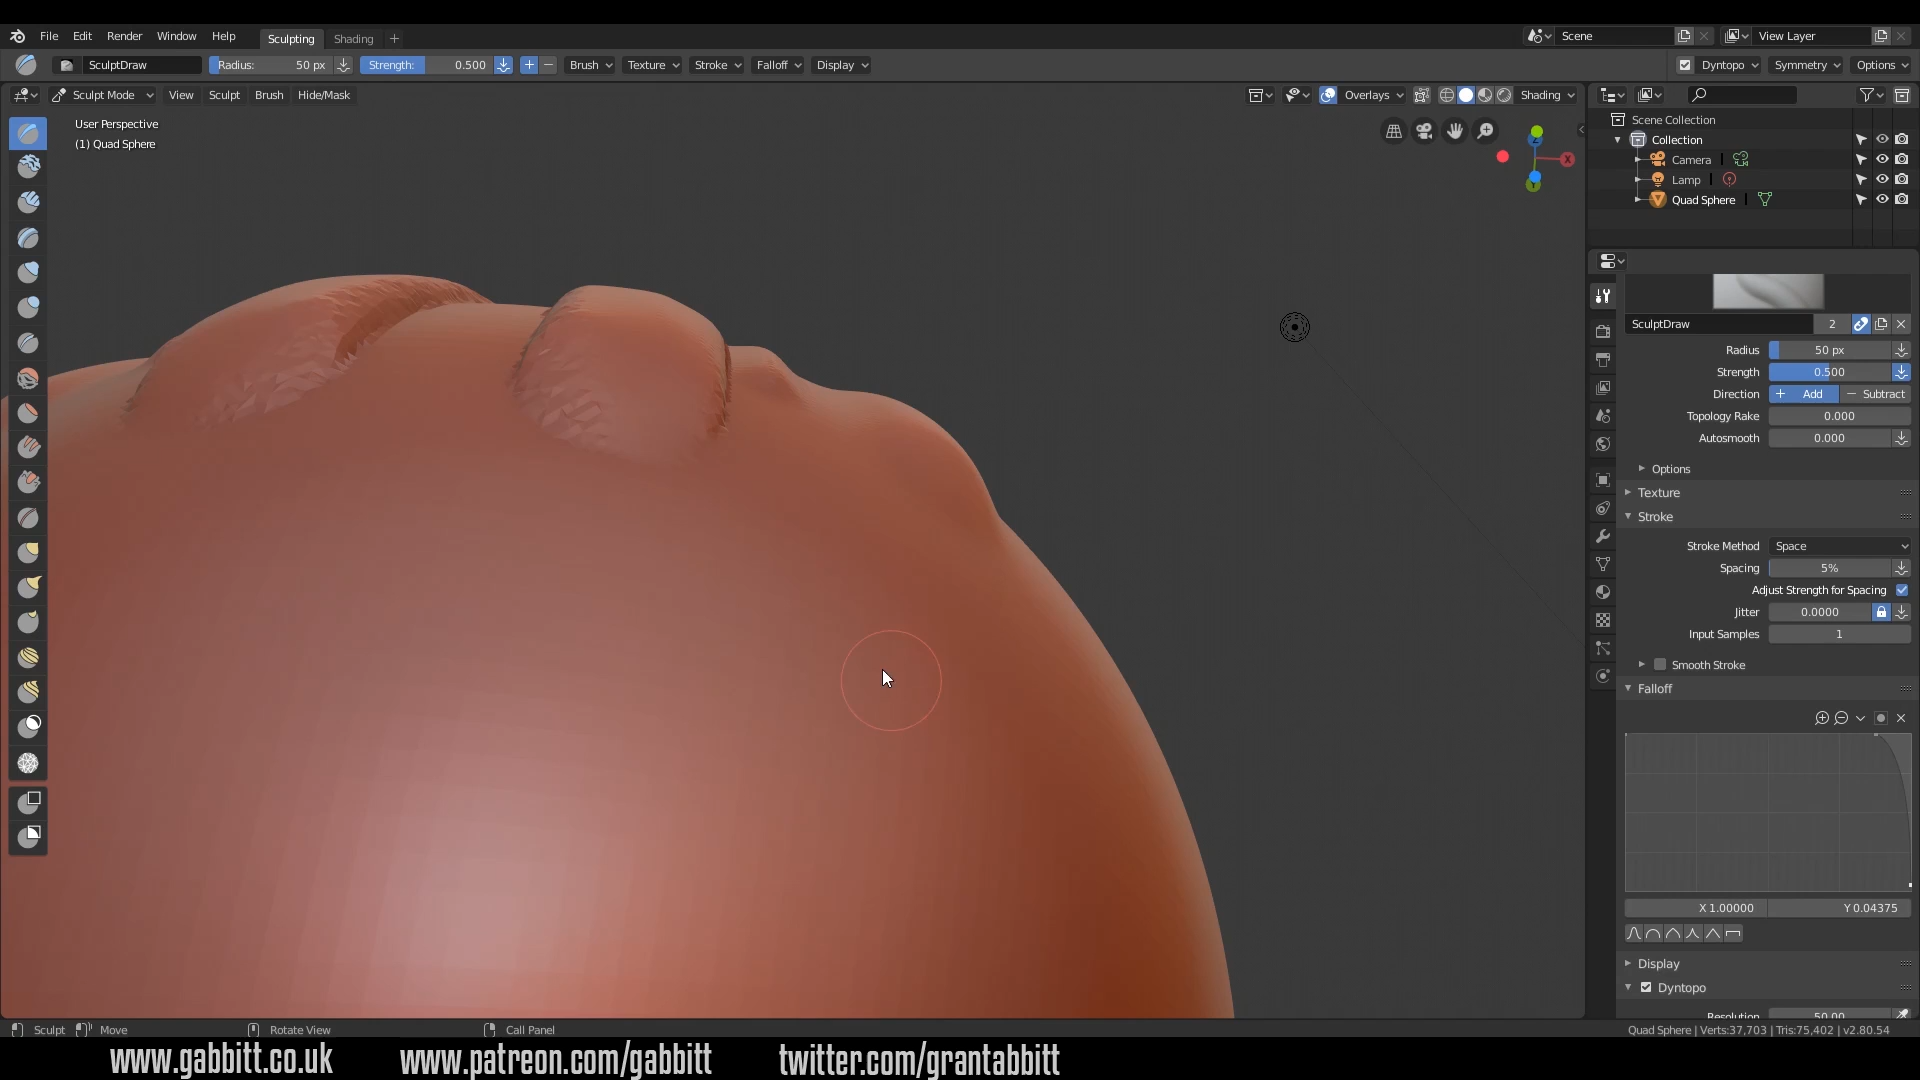 File Edit Render Window Help Sculpting Shading + Scene View Layer
SculptDraw Radius: 50 px Strength: 0.500 Brush Texture Stroke Falloff Display Dyntopo Symmetry Options
Sculpt Mode View Sculpt Brush Hide/Mask Overlays Shading
User Perspective
(1) Quad Sphere
Z
X
Y
Scene Collection
Collection
Camera
Lamp
Quad Sphere
SculptDraw 2
Radius 50 px
Strength 0.500
Direction Add Subtract
Topology Rake 0.000
Autosmooth 0.000
Options
Texture
Stroke
Stroke Method Space
Spacing 5%
Adjust Strength for Spacing
Jitter 0.0000
Input Samples 1
Smooth Stroke
Falloff
X 1.00000 Y 0.04375
Display
Dyntopo
Resolution 50.00
Sculpt Move Rotate View Call Panel Quad Sphere | Verts:37,703 | Tris:75,402 | v2.80.54
www.gabbitt.co.uk www.patreon.com/gabbitt twitter.com/grantabbitt